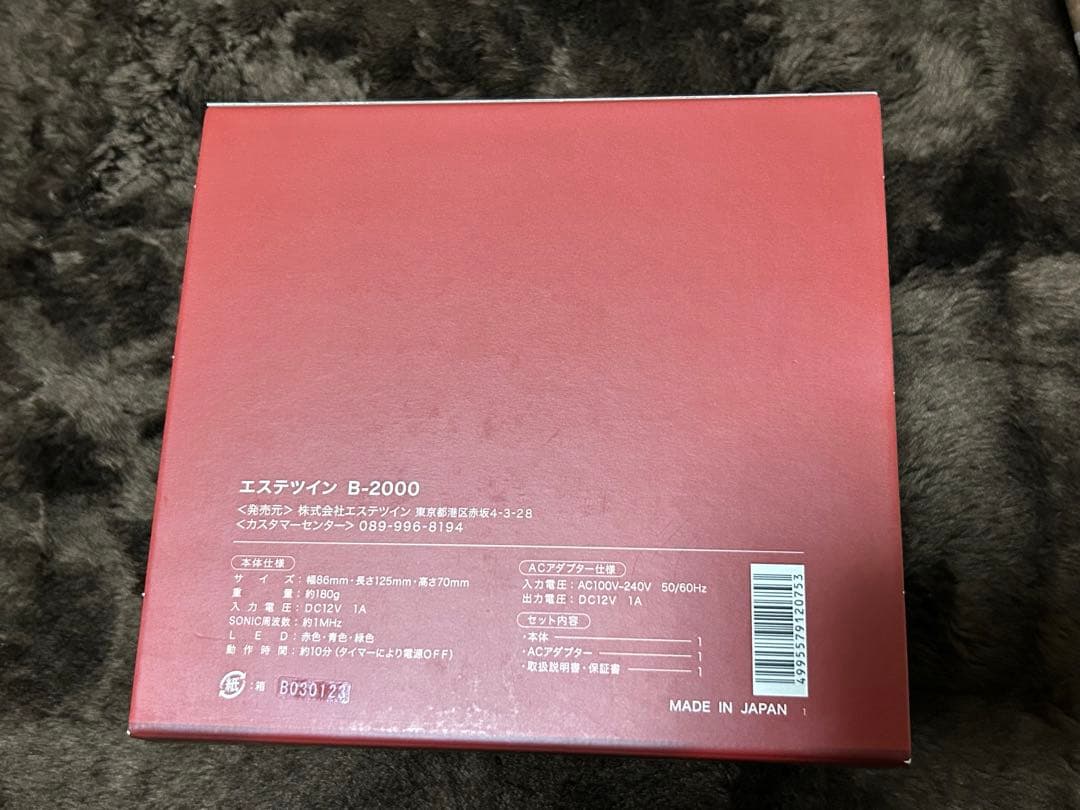 エステツイン B-2000
<発売元> 株式会社エステツイン 東京都港区赤坂4-3-28
<カスタマーセンター> 089-996-8194
本体仕様
サイズ：幅86mm・長さ125mm・高さ70mm
重量：約180g
入力電圧：DC12V 1A
SONIC周波数：約1MHz
LED：赤色・青色・緑色
動作時間：約10分 (タイマーにより電源OFF)
紙：箱 B030123
ACアダプター仕様
入力電圧：AC100V-240V 50/60Hz
出力電圧：DC12V 1A
セット内容
・本体 1
・ACアダプター 1
・取扱説明書・保証書 1
4995579120753
MADE IN JAPAN 1